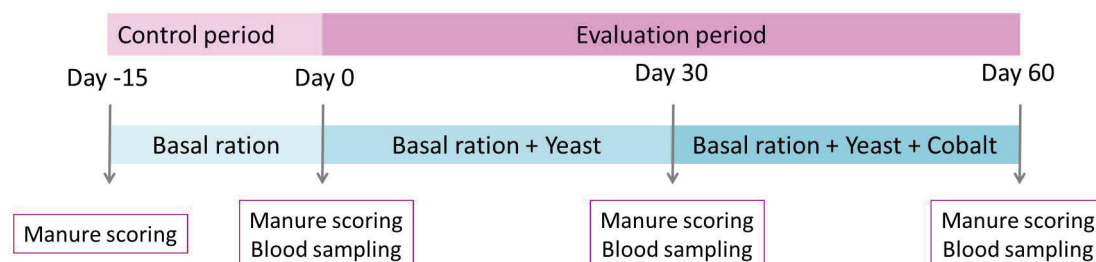 Control period
Evaluation period
Day -15
Day 0
Day 30
Day 60
Basal ration
Basal ration + Yeast
Basal ration + Yeast + Cobalt
Manure scoring
Manure scoring
Blood sampling
Manure scoring
Blood sampling
Manure scoring
Blood sampling